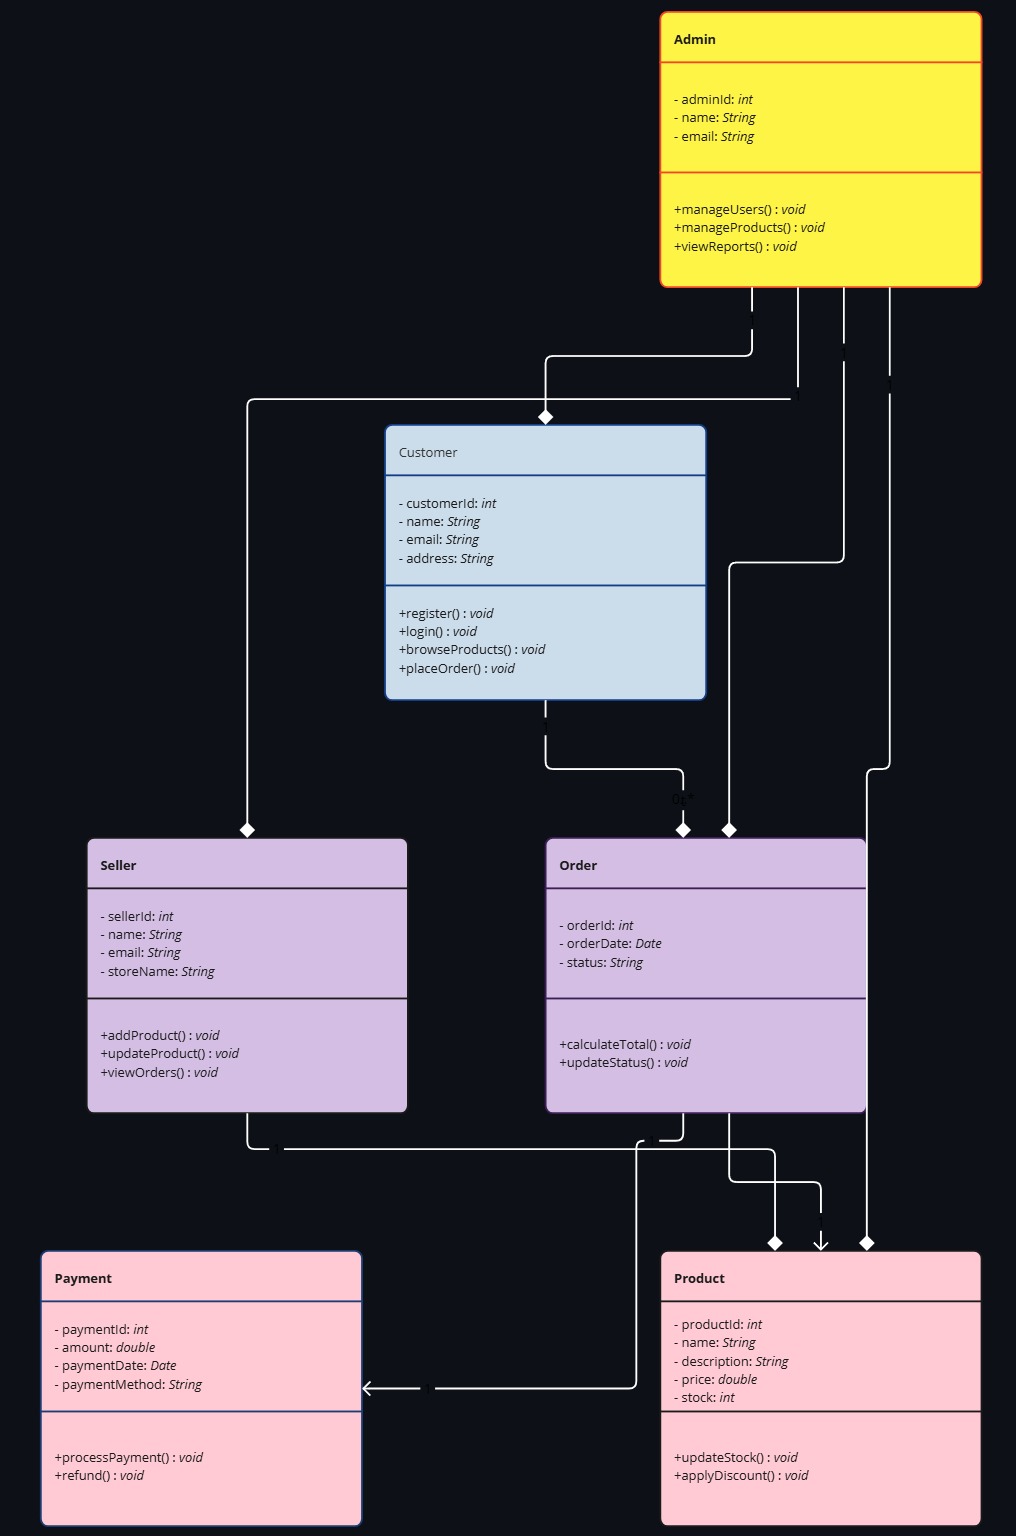 Admin
- adminId: int
- name: String
- email: String
+manageUsers() : void
+manageProducts() : void
+viewReports() : void
Customer
- customerId: int
- name: String
- email: String
- address: String
+register() : void
+login() : void
+browseProducts() : void
+placeOrder() : void
Seller
- sellerId: int
- name: String
- email: String
- storeName: String
+addProduct() : void
+updateProduct() : void
+viewOrders() : void
Order
- orderId: int
- orderDate: Date
- status: String
+calculateTotal() : void
+updateStatus() : void
1
1
1
Payment
- paymentId: int
- amount: double
- paymentDate: Date
- paymentMethod: String
+processPayment() : void
+refund() : void
Product
- productId: int
- name: String
- description: String
- price: double
- stock: int
+updateStock() : void
+applyDiscount() : void